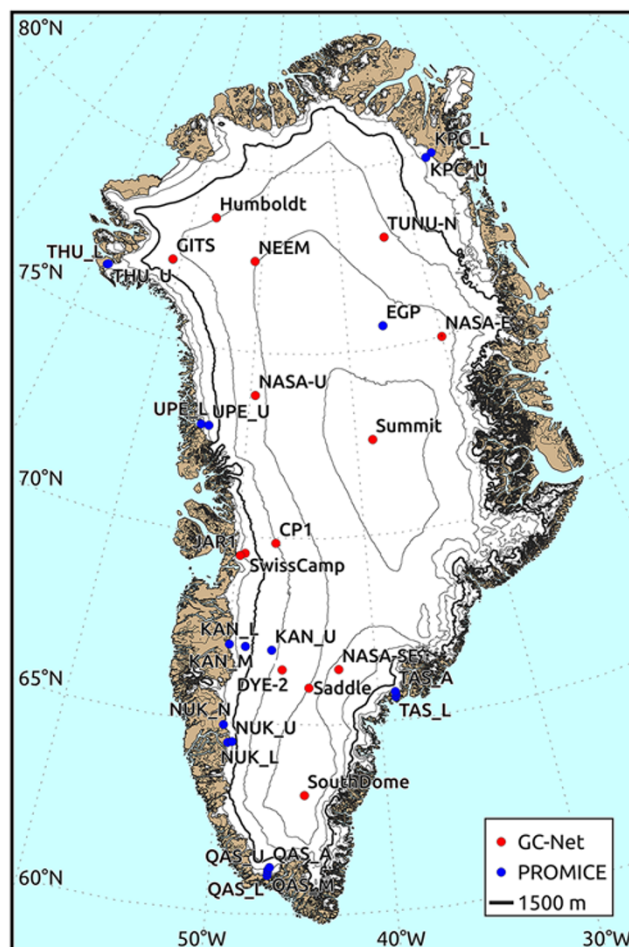 80°N
KPC_L
KPC_U
Humboldt
TUNU-N
THU_L
GITS
NEEM
75°N
THU_U
EGP
NASA-E
NASA-U
UPE_L
UPE_U
Summit
70°N
CP1
JAR1
SwissCamp
KAN_L
KAN_U
KAN_M
NASA-SE
65°N
DYE-2
Saddle
TAS_A
NUK_N
TAS_L
NUK_U
NUK_L
SouthDome
GC-Net
QAS_U
QAS_A
PROMICE
60°N
QAS_L
QAS_M
1500 m
50°W
40°W
30°W